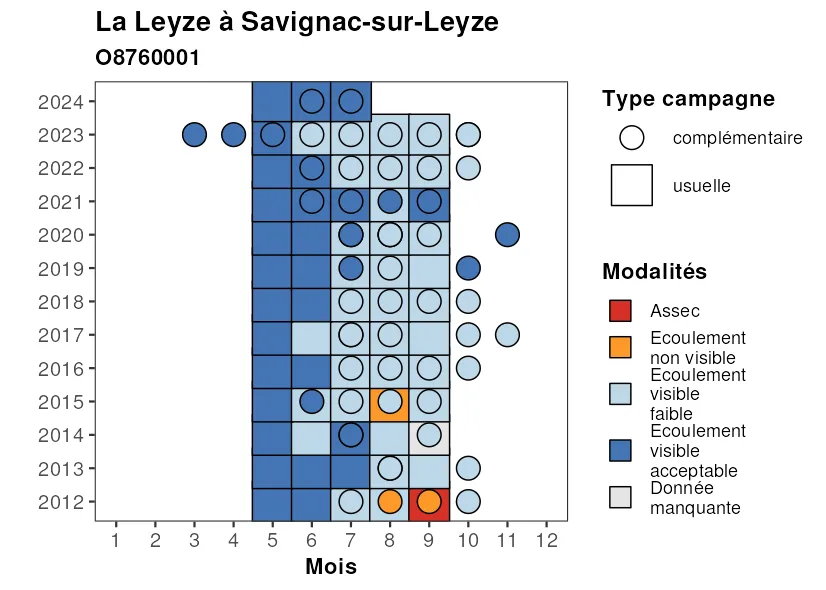 La Leyze à Savignac-sur-Leyze
O8760001
2024
2023
2022
2021
2020
2019
2018
2017
2016
2015
2014
2013
2012
1 2 3 4 5 6 7 8 9 10 11 12
Mois
Type campagne
complémentaire
usuelle
Modalités
Assec
Ecoulement
non visible
Ecoulement
visible
faible
Ecoulement
visible
acceptable
Donnée
manquante